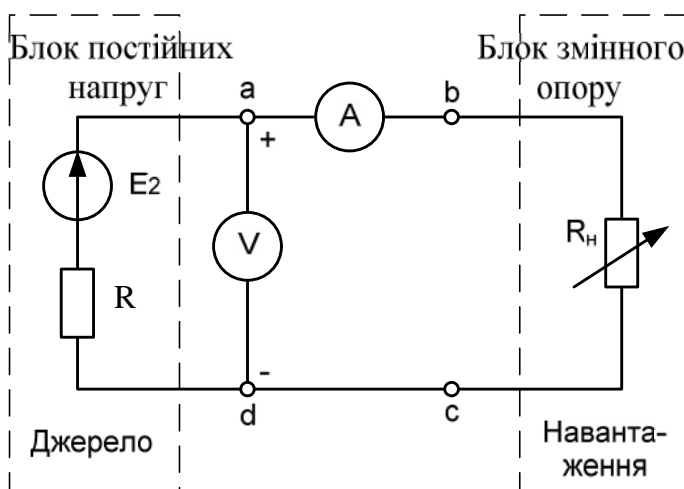 Блок постійних
напруг
Блок змінного
опору
a
b
A
+
E2
V
Rн
R
-
d
c
Джерело
Наванта-
ження